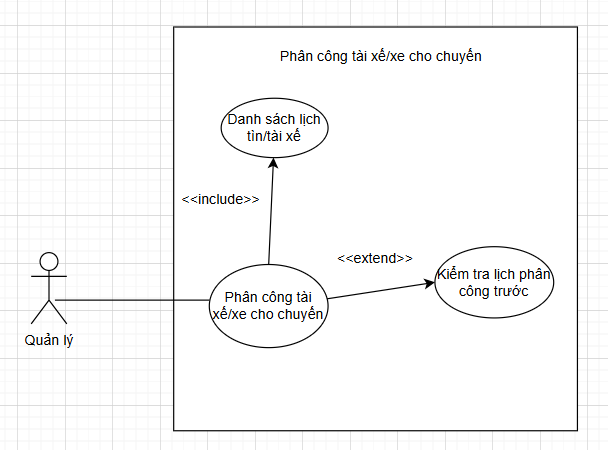 Phân công tài xế/xe cho chuyến
Danh sách lịch
tìn/tài xế
<<include>>
<<extend>>
Kiểm tra lịch phân
công trước
Phân công tài
xế/xe cho chuyến
Quản lý